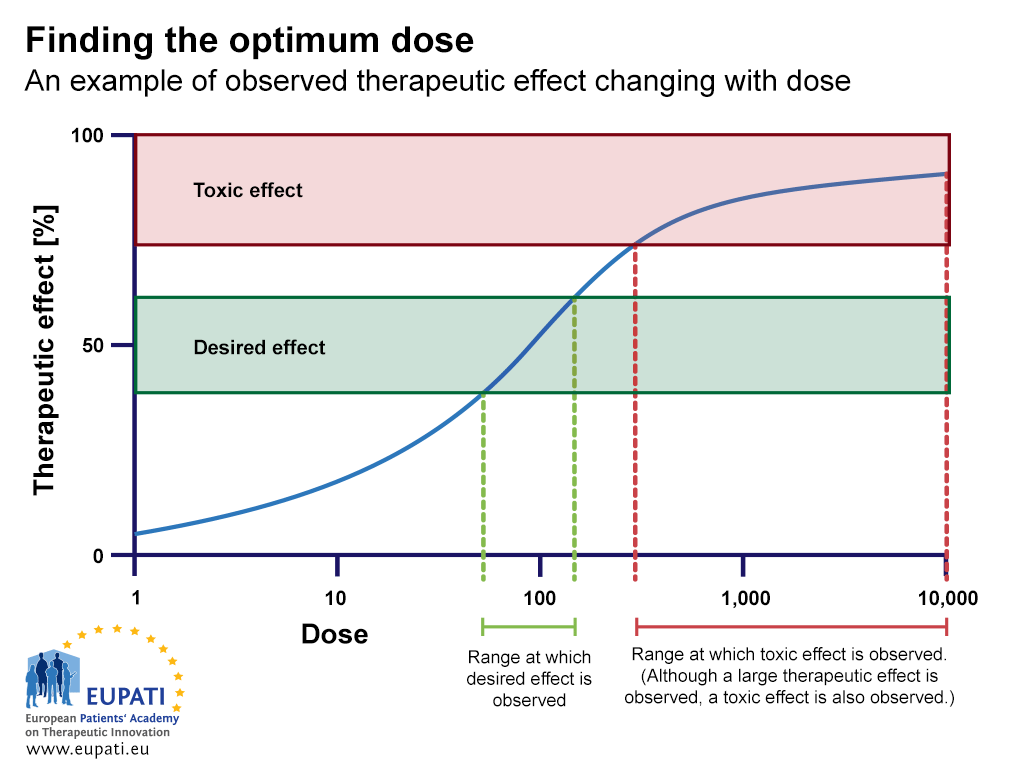 Finding the optimum dose
An example of observed therapeutic effect changing with dose
100
Toxic effect
Therapeutic effect [%]
50
Desired effect
0
1
10
100
1,000
10,000
Dose
Range at which
desired effect is
observed
Range at which toxic effect is observed.
(Although a large therapeutic effect is
observed, a toxic effect is also observed.)
EUPATI
European Patients' Academy
on Therapeutic Innovation
www.eupati.eu